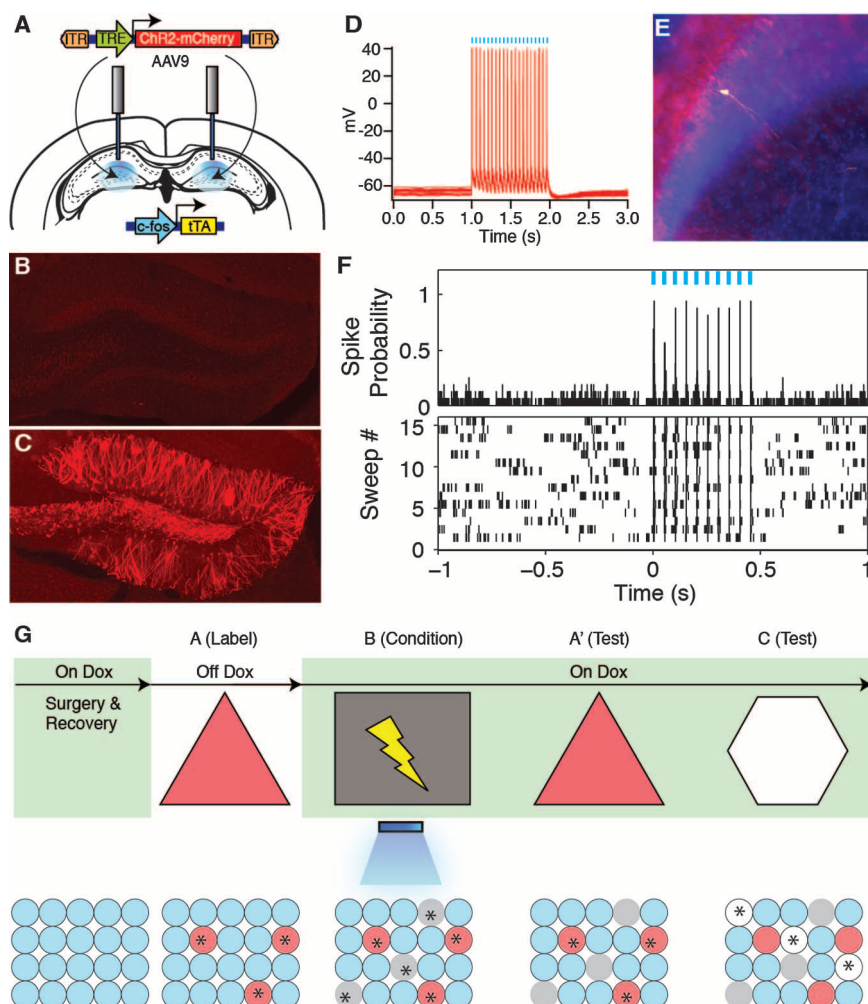 A
ITR TRE ChR2-mCherry ITR
AAV9
c-fos tTA
B
C
D
mV
40
0
-40
-80
-120
-60
0.0 0.5 1.0 1.5 2.0 2.5 3.0
Time (s)
E
F
Spike
Probability
1
0.5
0
Sweep #
15
10
5
0
−1 −0.5 0 0.5 1
Time (s)
G
A (Label) B (Condition) A' (Test) C (Test)
On Dox Off Dox On Dox
Surgery &
Recovery
* * * * * * *
* * *
* * * * * *